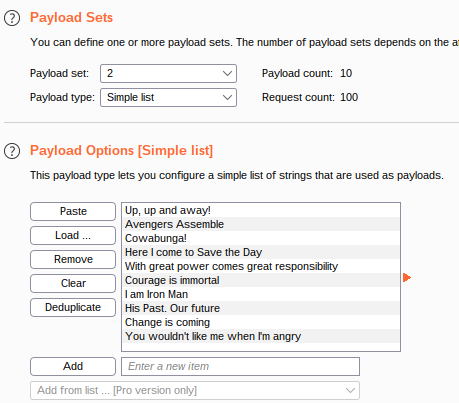 Payload Sets
You can define one or more payload sets. The number of payload sets depends on the
Payload set: 2 Payload count: 10
Payload type: Simple list Request count: 100
Payload Options [Simple list]
This payload type lets you configure a simple list of strings that are used as payloads.
Paste
Load ...
Remove
Clear
Deduplicate
Up, up and away!
Avengers Assemble
Cowabunga!
Here I come to Save the Day
With great power comes great responsibility
Courage is immortal
I am Iron Man
His Past. Our future
Change is coming
You wouldn't like me when I'm angry
Add Enter a new item
Add from list ... [Pro version only]